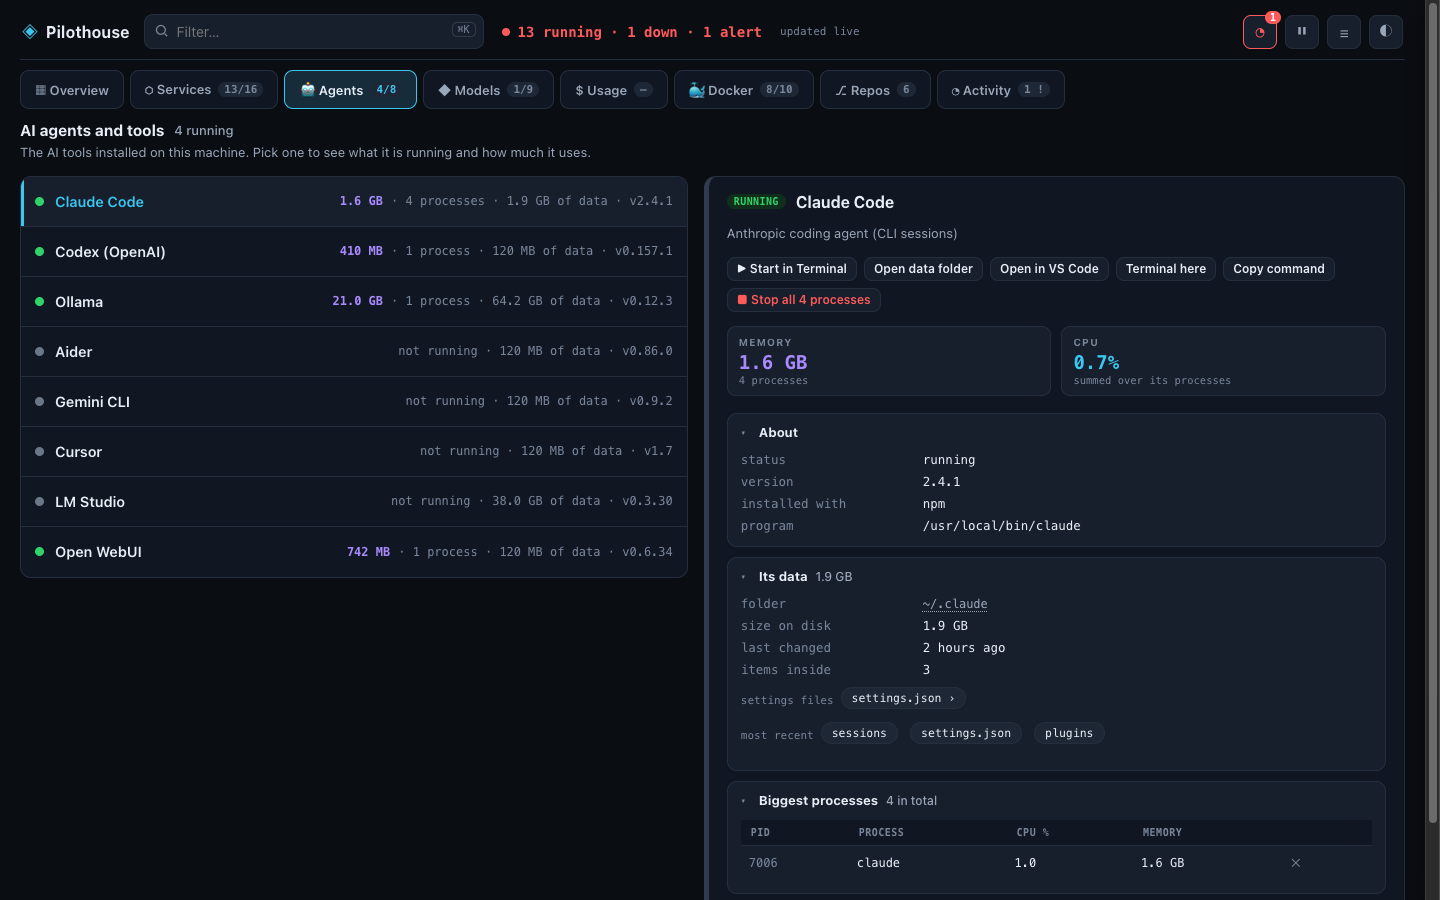 Pilothouse
Filter...
⌘K
13 running · 1 down · 1 alert
updated live
1
Overview
Services 13/16
Agents 4/8
Models 1/9
$ Usage –
Docker 8/10
Repos 6
Activity 1 !
AI agents and tools 4 running
The AI tools installed on this machine. Pick one to see what it is running and how much it uses.
Claude Code 1.6 GB · 4 processes · 1.9 GB of data · v2.4.1
Codex (OpenAI) 410 MB · 1 process · 120 MB of data · v0.157.1
Ollama 21.0 GB · 1 process · 64.2 GB of data · v0.12.3
Aider not running · 120 MB of data · v0.86.0
Gemini CLI not running · 120 MB of data · v0.9.2
Cursor not running · 120 MB of data · v1.7
LM Studio not running · 38.0 GB of data · v0.3.30
Open WebUI 742 MB · 1 process · 120 MB of data · v0.6.34
RUNNING Claude Code
Anthropic coding agent (CLI sessions)
Start in Terminal
Open data folder
Open in VS Code
Terminal here
Copy command
Stop all 4 processes
MEMORY
1.6 GB
4 processes
CPU
0.7%
summed over its processes
About
status running
version 2.4.1
installed with npm
program /usr/local/bin/claude
Its data 1.9 GB
folder ~/.claude
size on disk 1.9 GB
last changed 2 hours ago
items inside 3
settings files settings.json ›
most recent sessions settings.json plugins
Biggest processes 4 in total
PID PROCESS CPU % MEMORY
7006 claude 1.0 1.6 GB ×